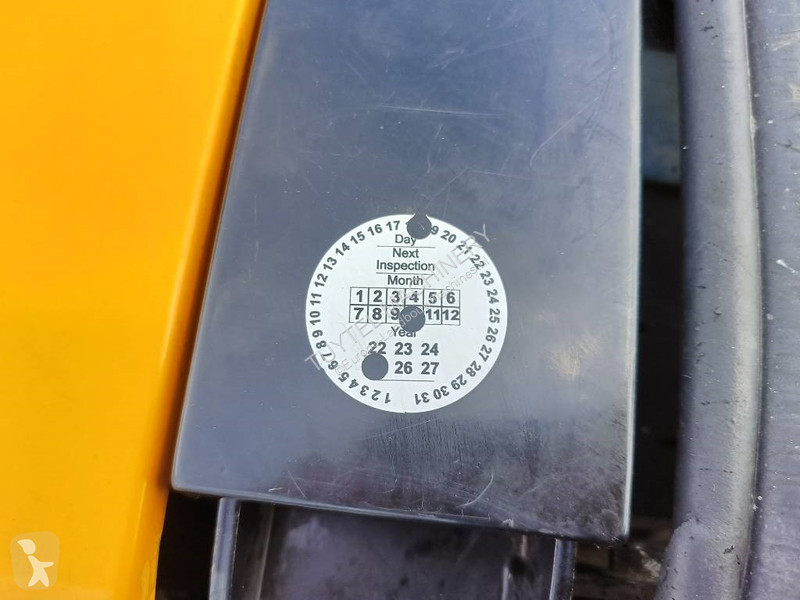 1 2 3 4 5 6 7 8 9 10 11 12 13 14 15 16 17 9 20 21 22 23 24 25 26 27 28 29 30 31
Day
Next
Inspection
Month
1 2 3 4 5 6
7 8 9 11 12
Year
22 23 24
26 27